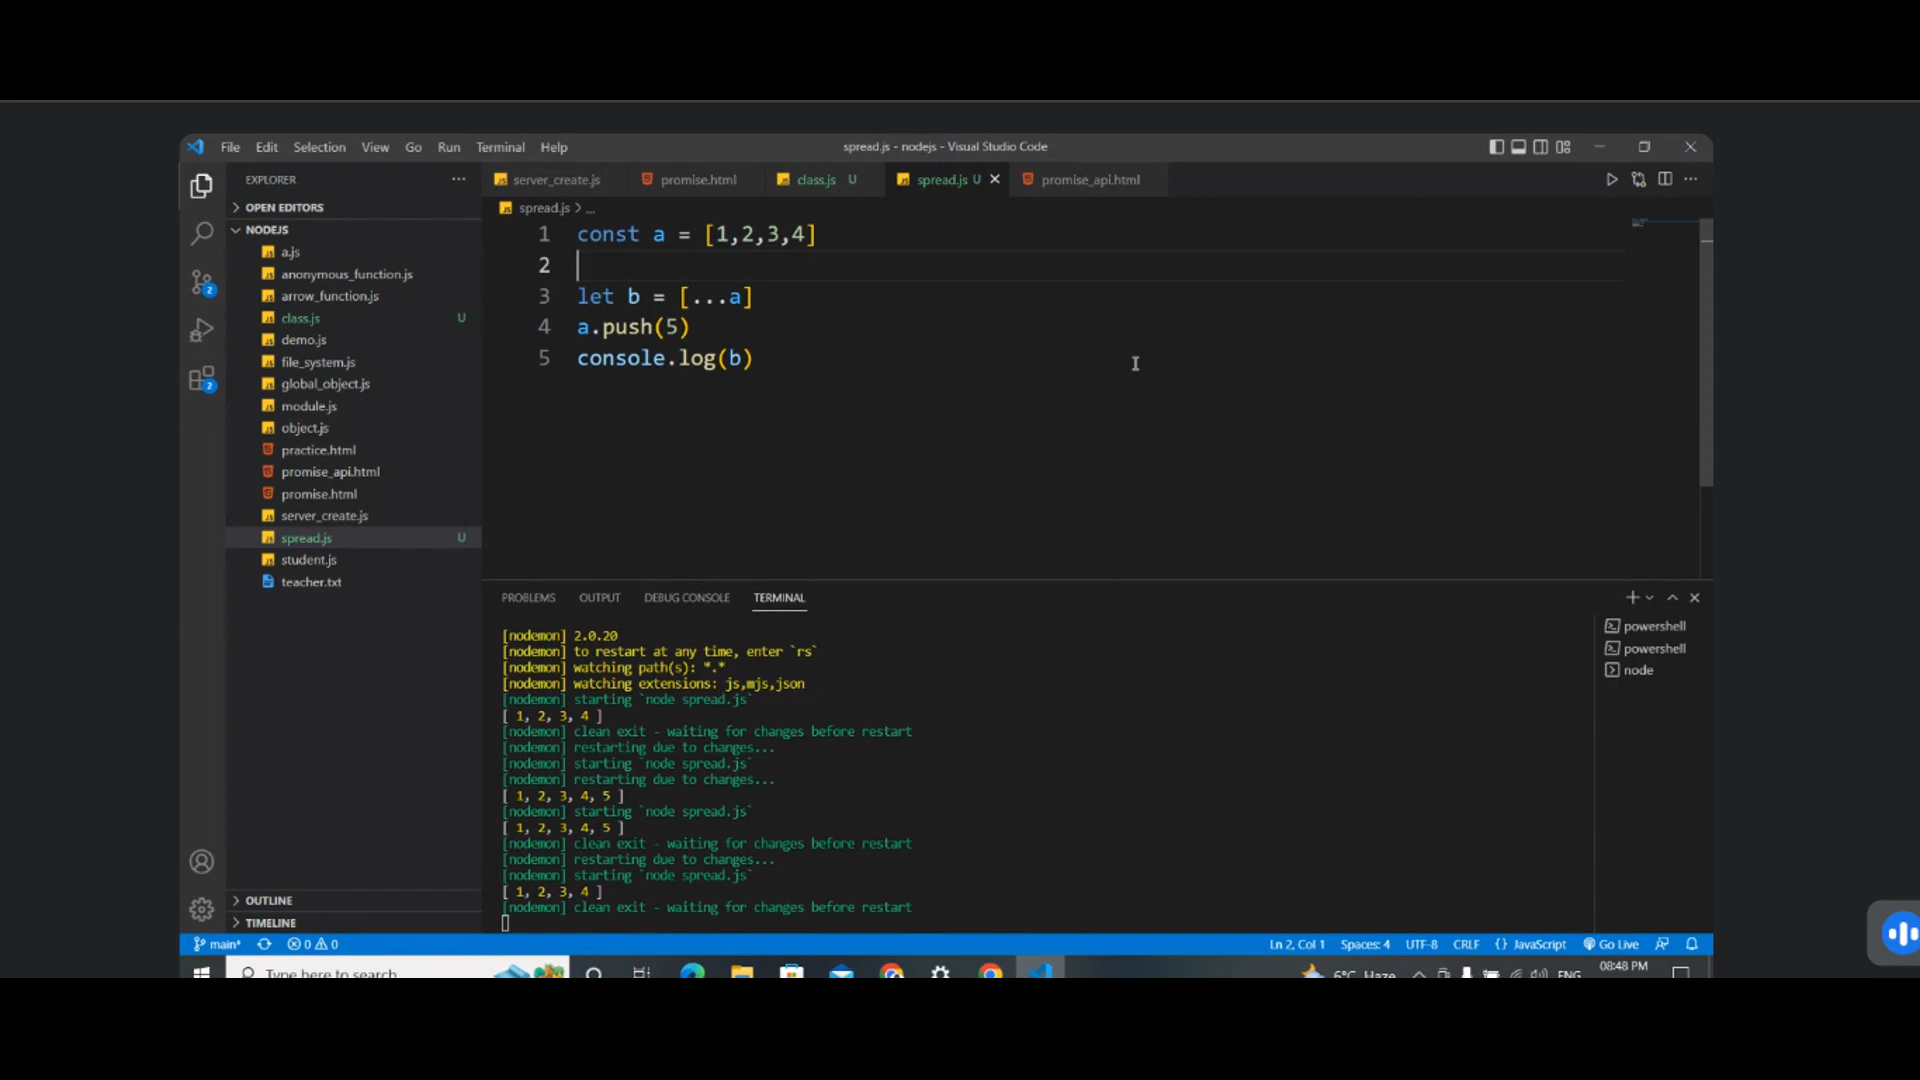 File Edit Selection View Go Run Terminal Help
spread.js - nodejs - Visual Studio Code
EXPLORER
OPEN EDITORS
NODEJS
a.js
anonymous_function.js
arrow_function.js
class.js U
demo.js
file_system.js
global_object.js
module.js
object.js
practice.html
promise_api.html
promise.html
server_create.js
spread.js U
student.js
teacher.txt
OUTLINE
TIMELINE
2
2
server_create.js promise.html class.js U spread.js U promise_api.html
spread.js > ...
1 const a = [1,2,3,4]
2
3 let b = [...a]
4 a.push(5)
5 console.log(b)
PROBLEMS OUTPUT DEBUG CONSOLE TERMINAL
[nodemon] 2.0.20
[nodemon] to restart at any time, enter `rs`
[nodemon] watching path(s): *.*
[nodemon] watching extensions: js,mjs,json
[nodemon] starting `node spread.js`
[ 1, 2, 3, 4 ]
[nodemon] clean exit - waiting for changes before restart
[nodemon] restarting due to changes...
[nodemon] starting `node spread.js`
[nodemon] restarting due to changes...
[ 1, 2, 3, 4, 5 ]
[nodemon] starting `node spread.js`
[ 1, 2, 3, 4, 5 ]
[nodemon] clean exit - waiting for changes before restart
[nodemon] restarting due to changes...
[nodemon] starting `node spread.js`
[ 1, 2, 3, 4 ]
[nodemon] clean exit - waiting for changes before restart
powershell
powershell
node
main* 0 0 Ln 2, Col 1 Spaces: 4 UTF-8 CRLF {} JavaScript Go Live
Type here to search 6°C Haze ENG 08:48 PM